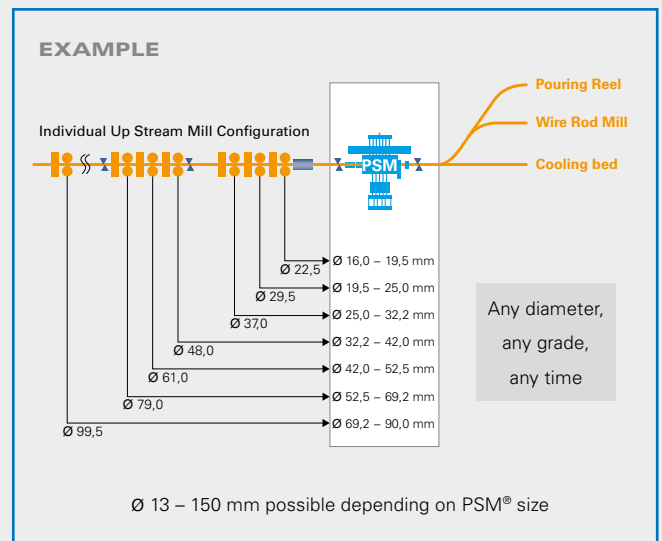 EXAMPLE
Pouring Reel
Individual Up Stream Mill Configuration
Wire Rod Mill
PSM
Cooling bed
Ø 22,5
Ø 16,0 – 19,5 mm
Ø 29,5
Ø 19,5 – 25,0 mm
Ø 37,0
Ø 25,0 – 32,2 mm
Ø 48,0
Ø 32,2 – 42,0 mm
Ø 61,0
Ø 42,0 – 52,5 mm
Ø 79,0
Ø 52,5 – 69,2 mm
Ø 99,5
Ø 69,2 – 90,0 mm
Any diameter,
any grade,
any time
Ø 13 – 150 mm possible depending on PSM® size